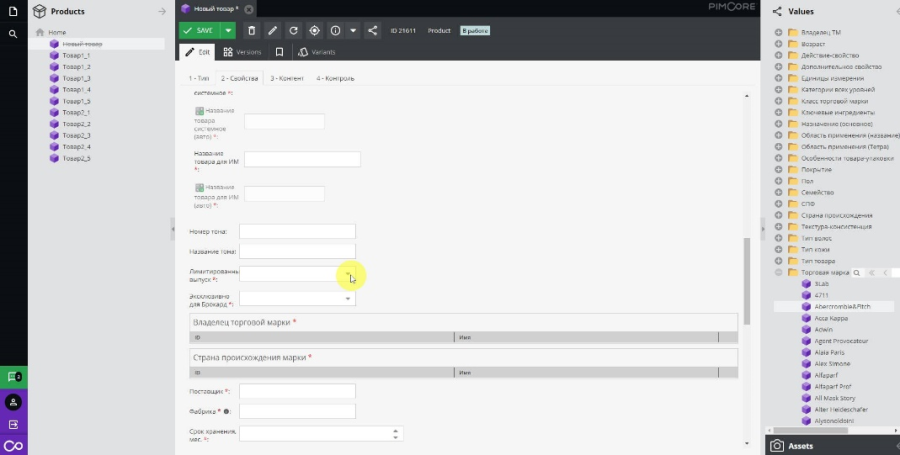 Products
Home
Новый товар
Товар1_1
Товар1_2
Товар1_3
Товар1_4
Товар1_5
Товар2_1
Товар2_2
Товар2_3
Товар2_4
Товар2_5
Новый товар *
PIMCORE
SAVE
ID 21611
Product
В работе
Edit
Versions
Variants
1 - Тип
2 - Свойства
3 - Контент
4 - Контроль
системное *:
Название
товара
системное
(авто) *:
Название
товара для ИМ
*:
Название
товара для ИМ
(авто) *:
Номер тона:
Название тона:
Лимитированный
выпуск *:
Эксклюзивно
для Брокард *:
Владелец торговой марки *
ID
Имя
Страна происхождения марки *
ID
Имя
Поставщик *:
Фабрика *:
Срок хранения,
мес. *:
Values
Владелец ТМ
Возраст
Действие-свойство
Дополнительное свойство
Единицы измерения
Категории всех уровней
Класс торговой марки
Ключевые ингредиенты
Назначение (основное)
Область применения (название)
Область применения (Тетра)
Особенности товара-упаковки
Покрытие
Пол
Семейство
СПФ
Страна происхождения
Текстура-консистенция
Тип волос
Тип кожи
Тип товара
Торговая марка
3Lab
4711
Abercrombie&Fitch
Acca Kappa
Adwin
Agent Provocateur
Alaia Paris
Alex Simone
Alfaparf
Alfaparf Prof
All Mask Story
Alter Heideschafer
Alyssonoldoini
Assets